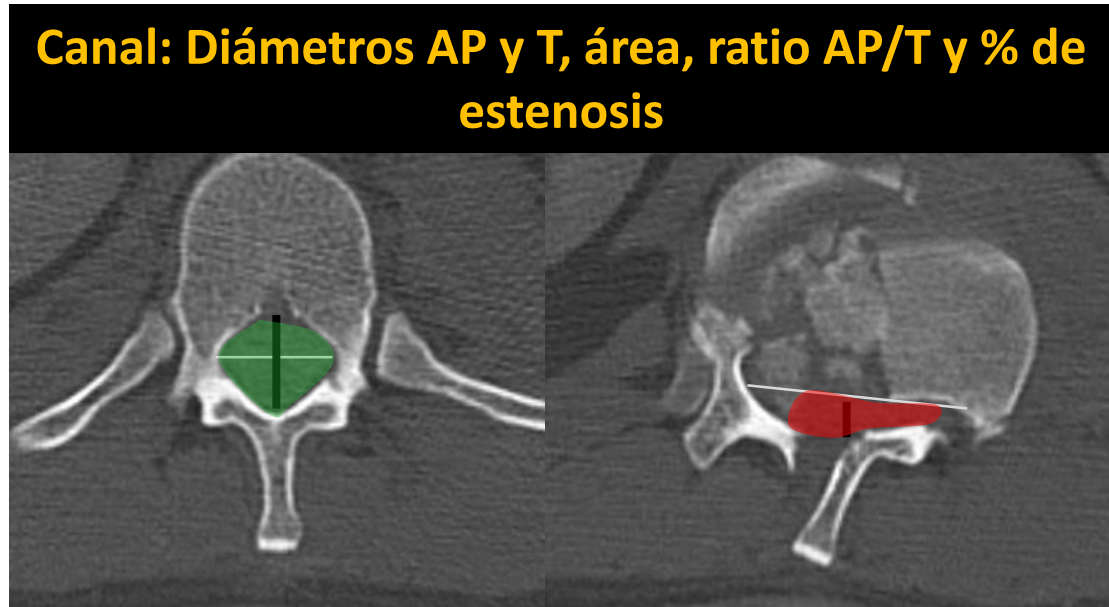 Canal: Diámetros AP y T, área, ratio AP/T y % de
estenosis